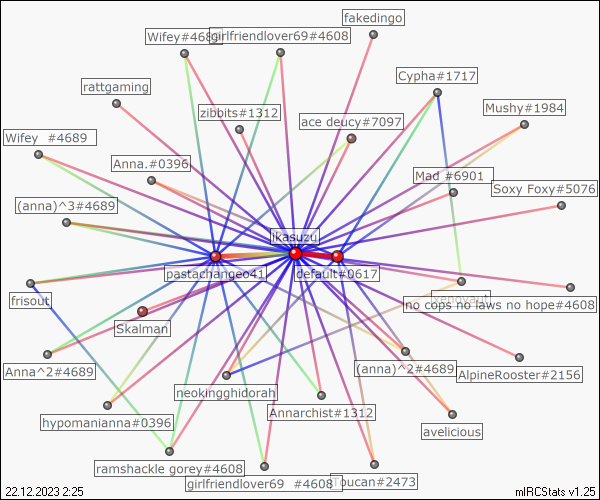 fakedingo
Wifey#4689
girlfriendlover69#4608
Cypha#1717
rattgaming
zibbits#1312
ace deucy#7097
Mushy#1984
Wifey  #4689
Anna.#0396
Mad #6901
Soxy Foxy#5076
(anna)^3#4689
ikasuzu
pastachangeo41
default#0617
frisout
Skalman
xenovant
no cops no laws no hope#4608
Anna^2#4689
(anna)^2#4689
AlpineRooster#2156
neokingghidorah
Annarchist#1312
hypomanianna#0396
avelicious
ramshackle gorey#4608
girlfriendlover69  #4608
Toucan#2473
22.12.2023 2:25
mIRCStats v1.25